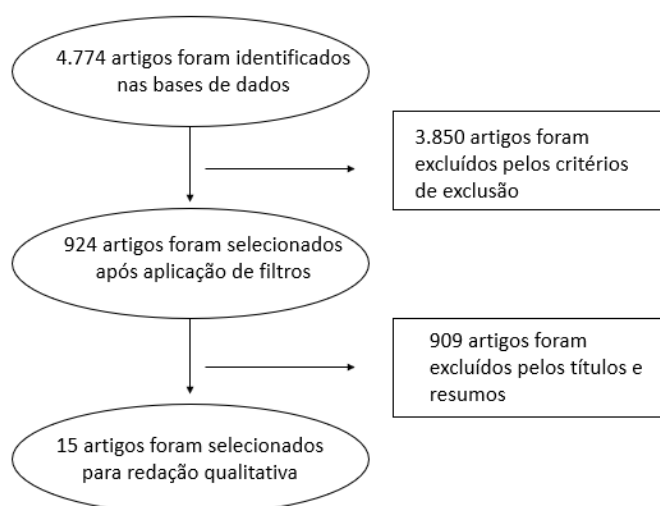 4.774 artigos foram identificados
nas bases de dados
3.850 artigos foram
excluídos pelos critérios
de exclusão
924 artigos foram selecionados
após aplicação de filtros
909 artigos foram
excluídos pelos títulos e
resumos
15 artigos foram selecionados
para redação qualitativa